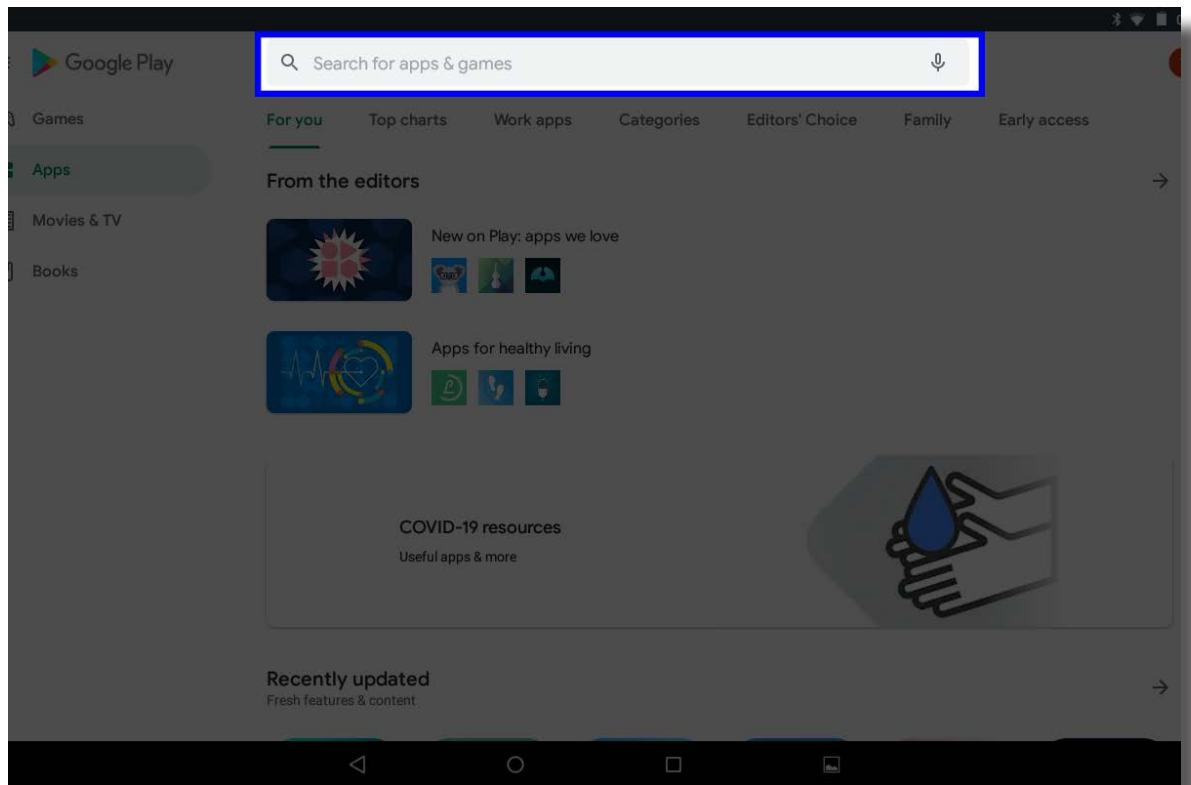 Google Play
Search for apps & games
Games
Apps
Movies & TV
Books
For you Top charts Work apps Categories Editors' Choice Family Early access
From the editors
New on Play: apps we love
Apps for healthy living
COVID-19 resources
Useful apps & more
Recently updated
Fresh features & content